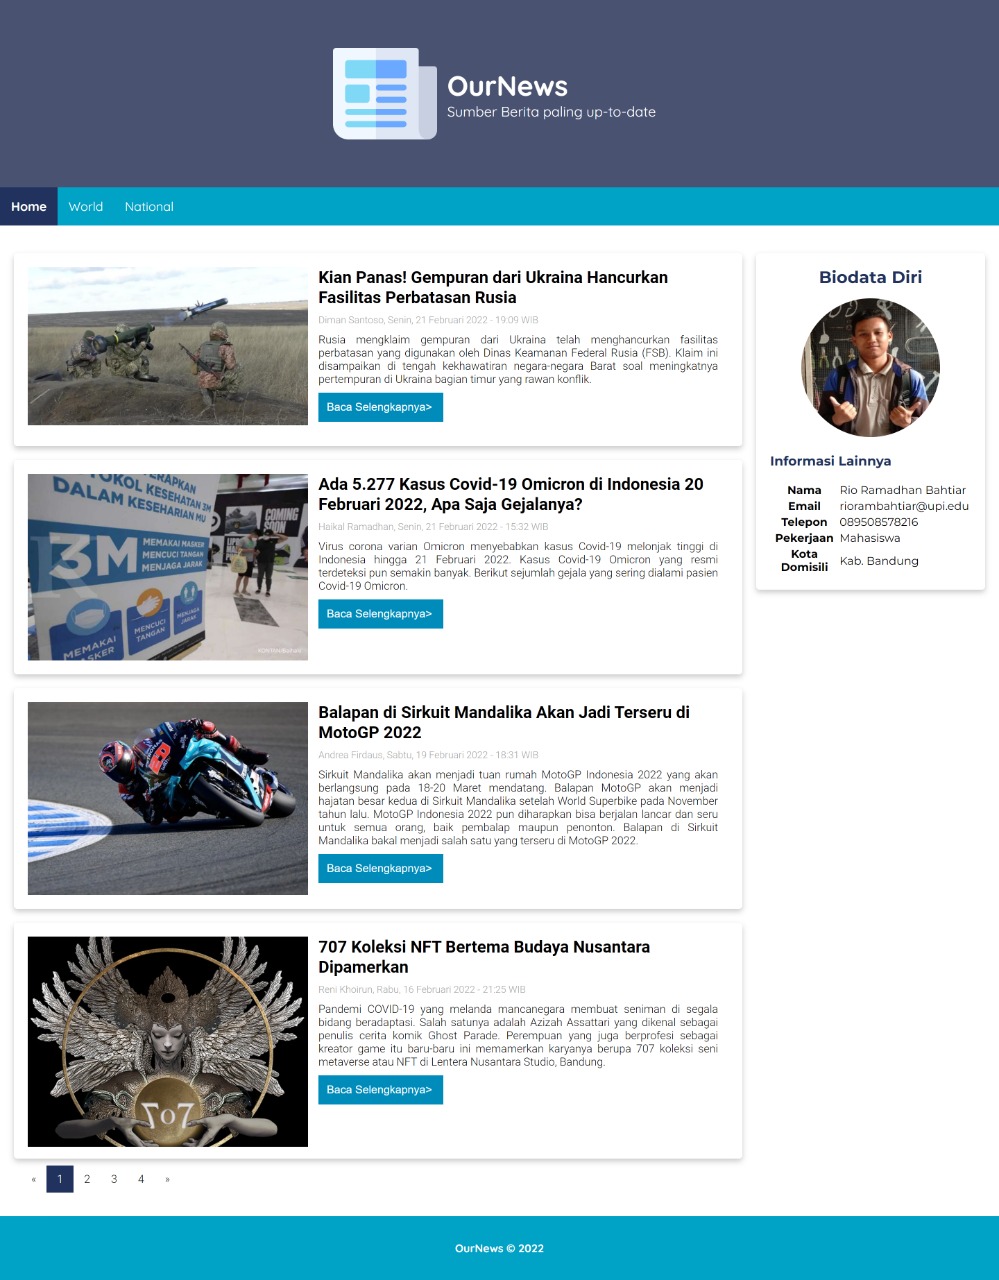 OurNews
Sumber Berita paling up-to-date
Home World National
Kian Panas! Gempuran dari Ukraina Hancurkan
Fasilitas Perbatasan Rusia
Diman Santoso, Senin, 21 Februari 2022 - 19:09 WIB
Rusia mengklaim gempuran dari Ukraina telah menghancurkan fasilitas
perbatasan yang digunakan oleh Dinas Keamanan Federal Rusia (FSB). Klaim ini
disampaikan di tengah kekhawatiran negara-negara Barat soal meningkatnya
pertempuran di Ukraina bagian timur yang rawan konflik.
Baca Selengkapnya>
TERAPKAN
TOKOL KESEHATAN 3M
DALAM KESEHARIAN MU
3M
MEMAKAI MASKER
MENCUCI TANGAN
MENJAGA JARAK
COMING
SOON
MEMAKAI
MASKER
MENCUCI
TANGAN
MENJAGA
JARAK
Ada 5.277 Kasus Covid-19 Omicron di Indonesia 20
Februari 2022, Apa Saja Gejalanya?
Haikal Ramadhan, Senin, 21 Februari 2022 - 15:32 WIB
Virus corona varian Omicron menyebabkan kasus Covid-19 melonjak tinggi di
Indonesia hingga 21 Februari 2022. Kasus Covid-19 Omicron yang resmi
terdeteksi pun semakin banyak. Berikut sejumlah gejala yang sering dialami pasien
Covid-19 Omicron.
Baca Selengkapnya>
Balapan di Sirkuit Mandalika Akan Jadi Terseru di
MotoGP 2022
Andrea Firdaus, Sabtu, 19 Februari 2022 - 18:31 WIB
Sirkuit Mandalika akan menjadi tuan rumah MotoGP Indonesia 2022 yang akan
berlangsung pada 18-20 Maret mendatang. Balapan MotoGP akan menjadi
hajatan besar kedua di Sirkuit Mandalika setelah World Superbike pada November
tahun lalu. MotoGP Indonesia 2022 pun diharapkan bisa berjalan lancar dan seru
untuk semua orang, baik pembalap maupun penonton. Balapan di Sirkuit
Mandalika bakal menjadi salah satu yang terseru di MotoGP 2022.
Baca Selengkapnya>
707
707 Koleksi NFT Bertema Budaya Nusantara
Dipamerkan
Reni Khoirun, Rabu, 16 Februari 2022 - 21:25 WIB
Pandemi COVID-19 yang melanda mancanegara membuat seniman di segala
bidang beradaptasi. Salah satunya adalah Azizah Assattari yang dikenal sebagai
penulis cerita komik Ghost Parade. Perempuan yang juga berprofesi sebagai
kreator game itu baru-baru ini memamerkan karyanya berupa 707 koleksi seni
metaverse atau NFT di Lentera Nusantara Studio, Bandung.
Baca Selengkapnya>
« 1 2 3 4 »
Biodata Diri
Informasi Lainnya
Nama Rio Ramadhan Bahtiar
Email riorambahtiar@upi.edu
Telepon 089508578216
Pekerjaan Mahasiswa
Kota
Domisili Kab. Bandung
OurNews © 2022